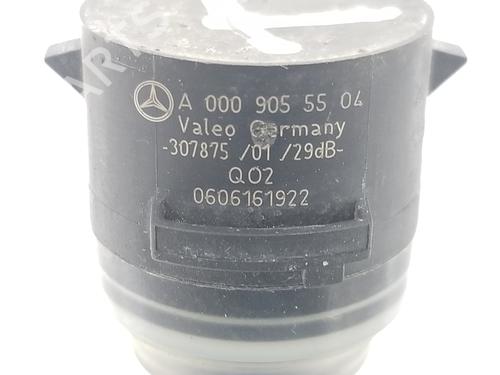 A 000 905 55 04
Valeo Germany
-307875 /01 /29dB-
Q02
0606161922